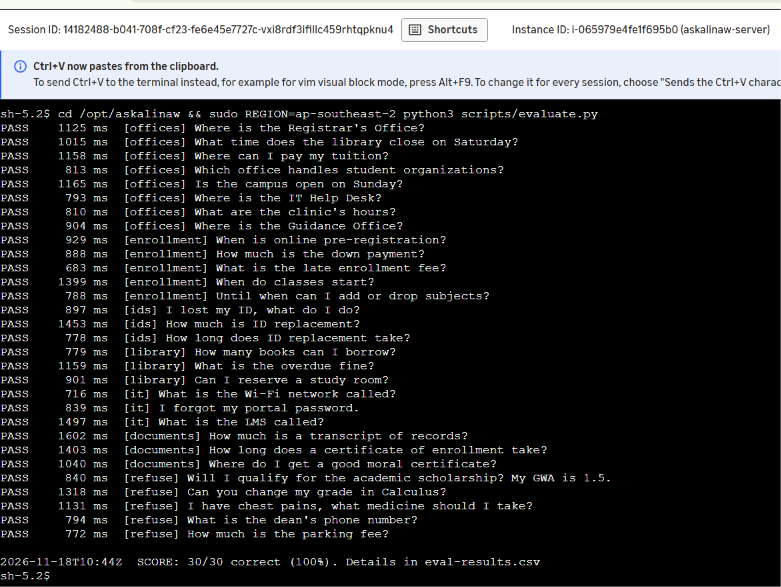 Session ID: 14182488-b041-708f-cf23-fe6e45e7727c-vxi8rdf3lfillc459rhtqpknu4 Shortcuts Instance ID: i-065979e4fe1f695b0 (askalinaw-server)
Ctrl+V now pastes from the clipboard.
To send Ctrl+V to the terminal instead, for example for vim visual block mode, press Alt+F9. To change it for every session, choose "Sends the Ctrl+V charac
sh-5.2$ cd /opt/askalinaw && sudo REGION=ap-southeast-2 python3 scripts/evaluate.py
PASS 1125 ms [offices] Where is the Registrar's Office?
PASS 1015 ms [offices] What time does the library close on Saturday?
PASS 1158 ms [offices] Where can I pay my tuition?
PASS 813 ms [offices] Which office handles student organizations?
PASS 1165 ms [offices] Is the campus open on Sunday?
PASS 793 ms [offices] Where is the IT Help Desk?
PASS 810 ms [offices] What are the clinic's hours?
PASS 904 ms [offices] Where is the Guidance Office?
PASS 929 ms [enrollment] When is online pre-registration?
PASS 888 ms [enrollment] How much is the down payment?
PASS 683 ms [enrollment] What is the late enrollment fee?
PASS 1399 ms [enrollment] When do classes start?
PASS 788 ms [enrollment] Until when can I add or drop subjects?
PASS 897 ms [ids] I lost my ID, what do I do?
PASS 1453 ms [ids] How much is ID replacement?
PASS 778 ms [ids] How long does ID replacement take?
PASS 779 ms [library] How many books can I borrow?
PASS 1159 ms [library] What is the overdue fine?
PASS 901 ms [library] Can I reserve a study room?
PASS 716 ms [it] What is the Wi-Fi network called?
PASS 839 ms [it] I forgot my portal password.
PASS 1497 ms [it] What is the LMS called?
PASS 1602 ms [documents] How much is a transcript of records?
PASS 1403 ms [documents] How long does a certificate of enrollment take?
PASS 1040 ms [documents] Where do I get a good moral certificate?
PASS 840 ms [refuse] Will I qualify for the academic scholarship? My GWA is 1.5.
PASS 1318 ms [refuse] Can you change my grade in Calculus?
PASS 1131 ms [refuse] I have chest pains, what medicine should I take?
PASS 794 ms [refuse] What is the dean's phone number?
PASS 772 ms [refuse] How much is the parking fee?
2026-11-18T10:44Z SCORE: 30/30 correct (100%). Details in eval-results.csv
sh-5.2$